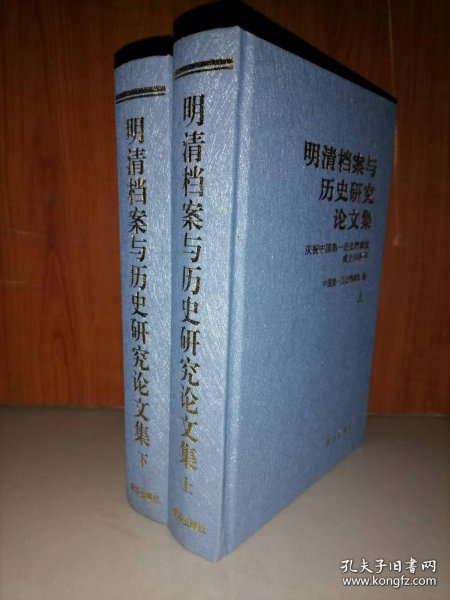 明清档案与历史研究论文集 下
明清档案与历史研究论文集 上
明清档案与
历史研究
论文集
庆祝中国第一历史档案馆
中国第一历史档案馆 编
上
孔夫子旧书网
www.kongfz.com